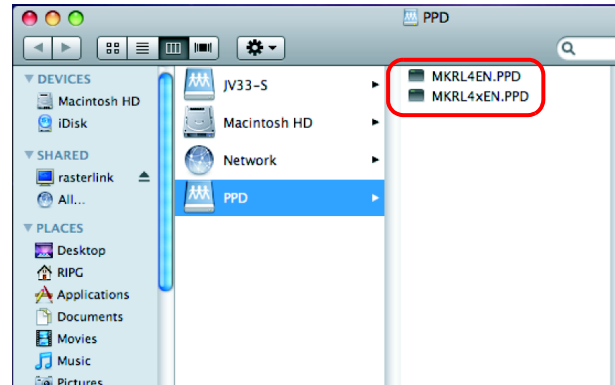 PPD
DEVICES
Macintosh HD
iDisk
SHARED
rasterlink
All...
PLACES
Desktop
RIPG
Applications
Documents
Movies
Music
Pictures
JV33-S
Macintosh HD
Network
PPD
MKRL4EN.PPD
MKRL4xEN.PPD